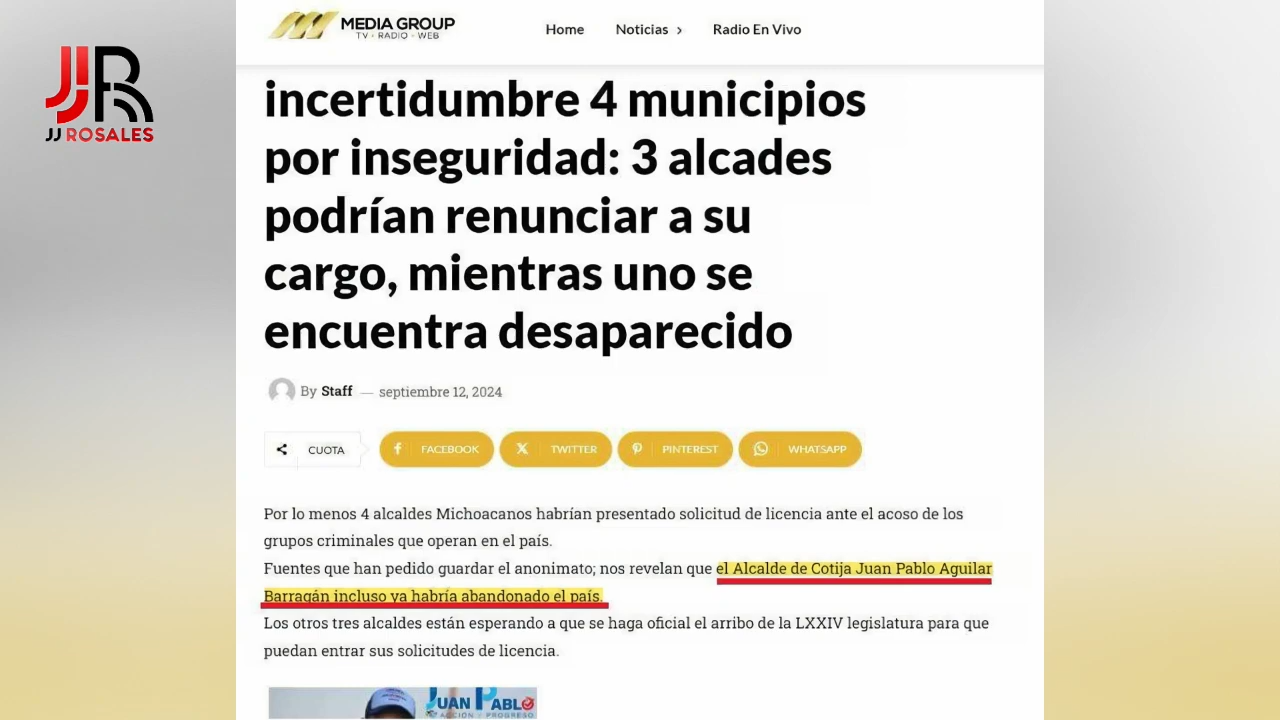 JJ ROSALES
MEDIA GROUP
TV • RADIO • WEB
Home
Noticias
Radio En Vivo
incertidumbre 4 municipios
por inseguridad: 3 alcades
podrían renunciar a su
cargo, mientras uno se
encuentra desaparecido
By Staff — septiembre 12, 2024
CUOTA
FACEBOOK
TWITTER
PINTEREST
WHATSAPP
Por lo menos 4 alcaldes Michoacanos habrían presentado solicitud de licencia ante el acoso de los
grupos criminales que operan en el país.
Fuentes que han pedido guardar el anonimato; nos revelan que el Alcalde de Cotija Juan Pablo Aguilar
Barragán incluso ya habría abandonado el país.
Los otros tres alcaldes están esperando a que se haga oficial el arribo de la LXXIV legislatura para que
puedan entrar sus solicitudes de licencia.
JUAN PABLO
ACCIÓN Y PROGRESO